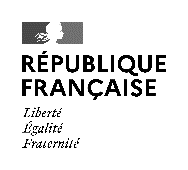 RÉPUBLIQUE
FRANÇAISE
Liberté
Égalité
Fraternité